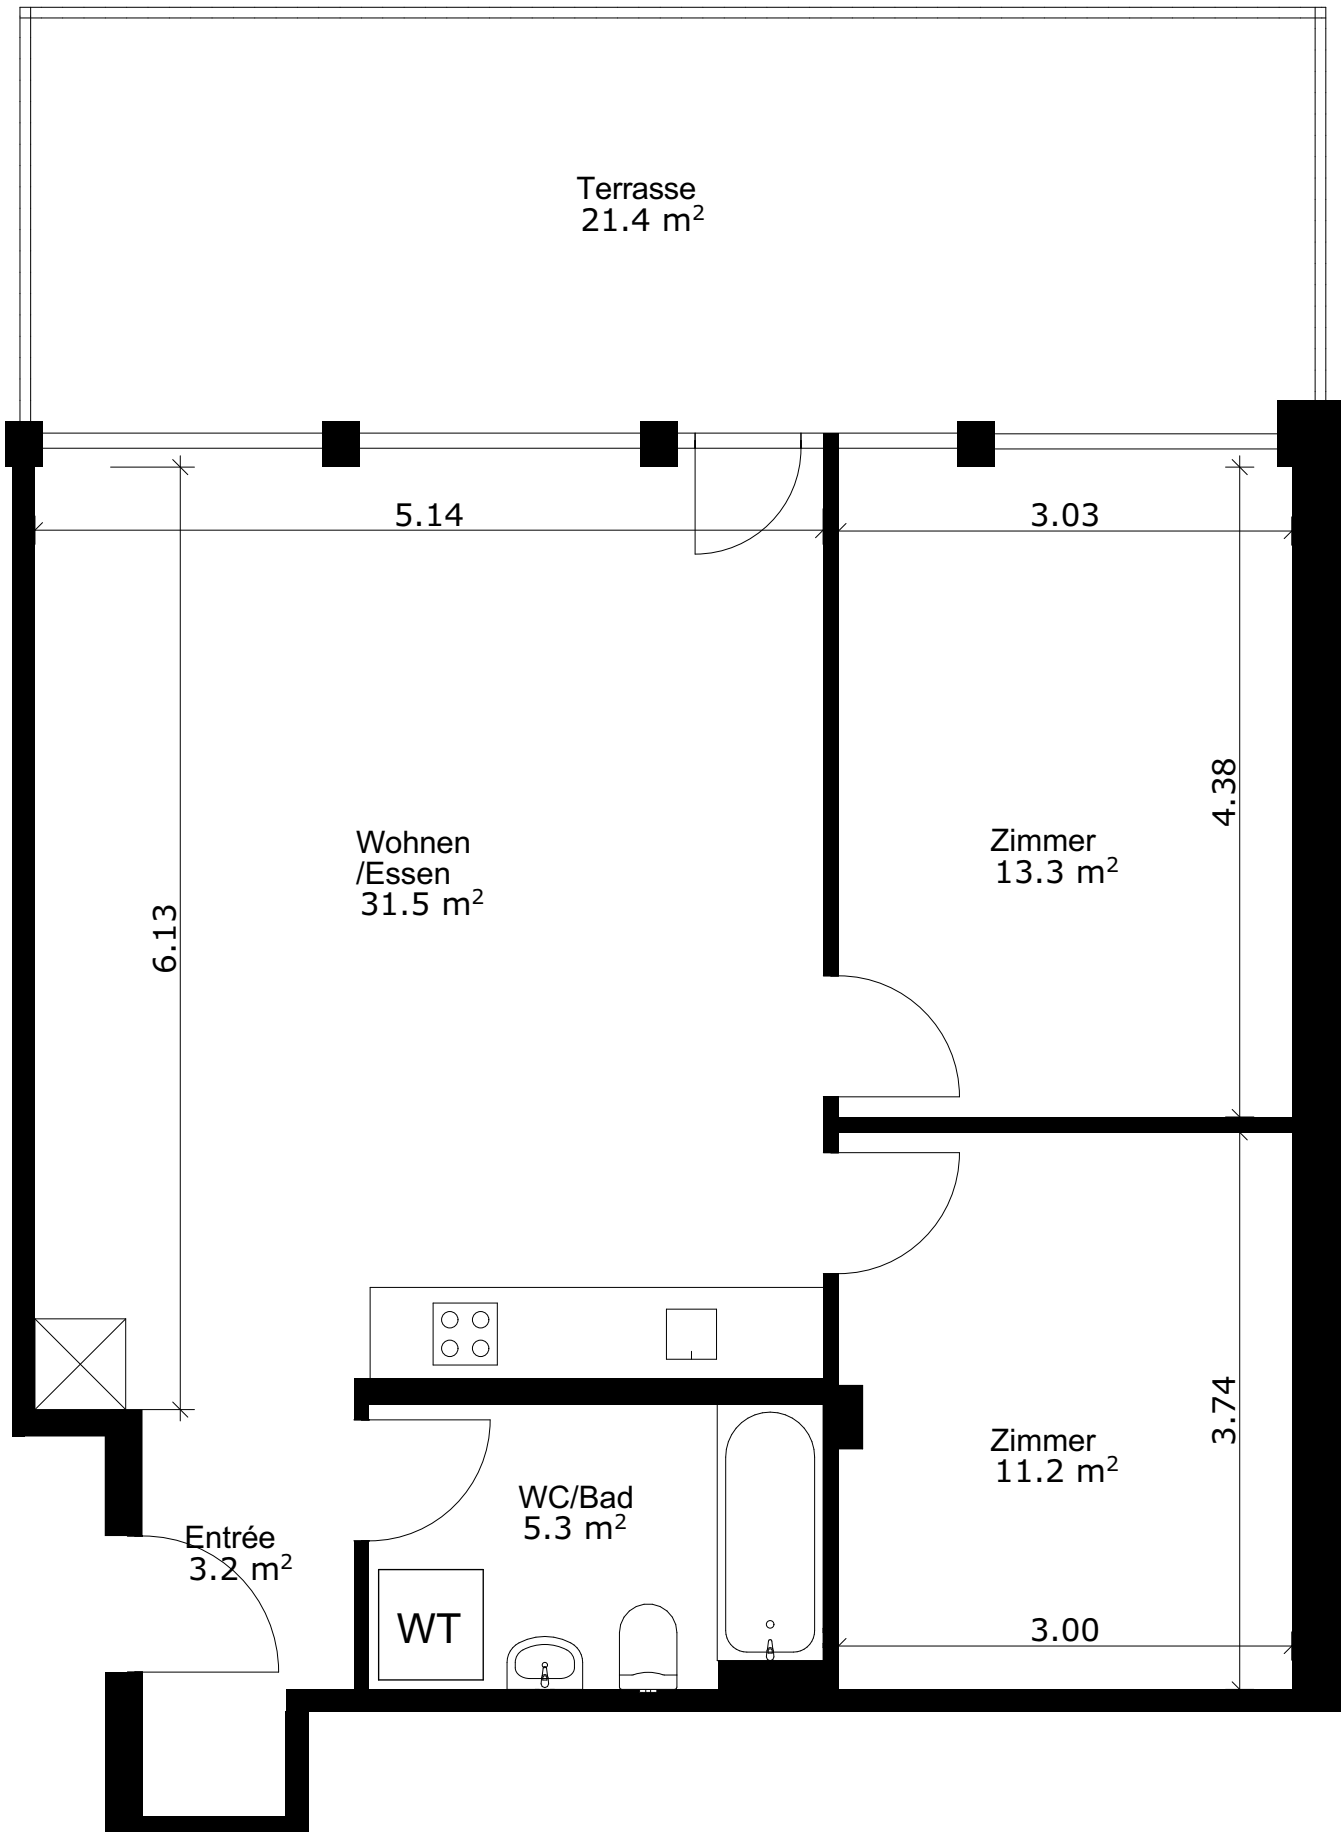 Terrasse
21.4 m²
5.14
3.03
4.38
Wohnen
/Essen
31.5 m²
Zimmer
13.3 m²
6.13
3.74
Zimmer
11.2 m²
WC/Bad
5.3 m²
Entrée
3.2 m²
WT
3.00